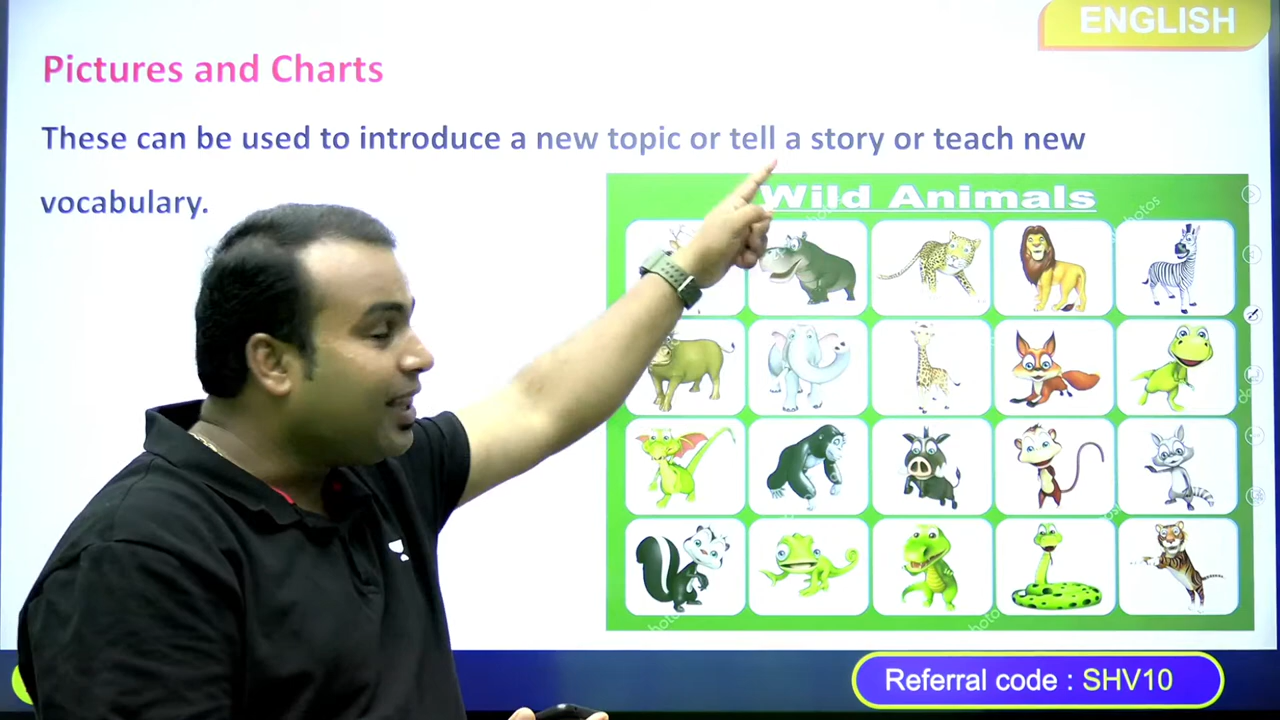 ENGLISH
Pictures and Charts
These can be used to introduce a new topic or tell a story or teach new
vocabulary.
Wild Animals
Referral code : SHV10